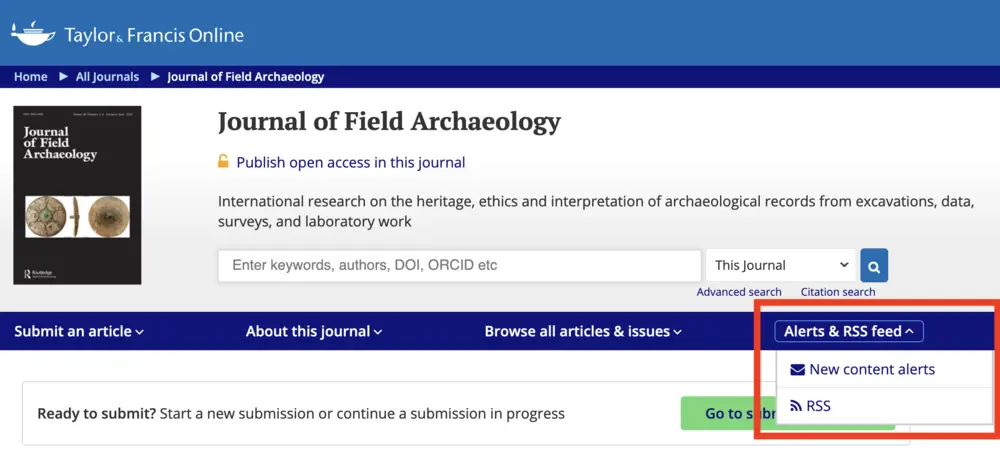 Taylor & Francis Online
Home ▶ All Journals ▶ Journal of Field Archaeology
Journal
of Field
Archaeology
Routledge
Journal of Field Archaeology
Publish open access in this journal
International research on the heritage, ethics and interpretation of archaeological records from excavations, data,
surveys, and laboratory work
Enter keywords, authors, DOI, ORCID etc
This Journal
Advanced search
Citation search
Submit an article
About this journal
Browse all articles & issues
Alerts & RSS feed
New content alerts
RSS
Ready to submit? Start a new submission or continue a submission in progress
Go to